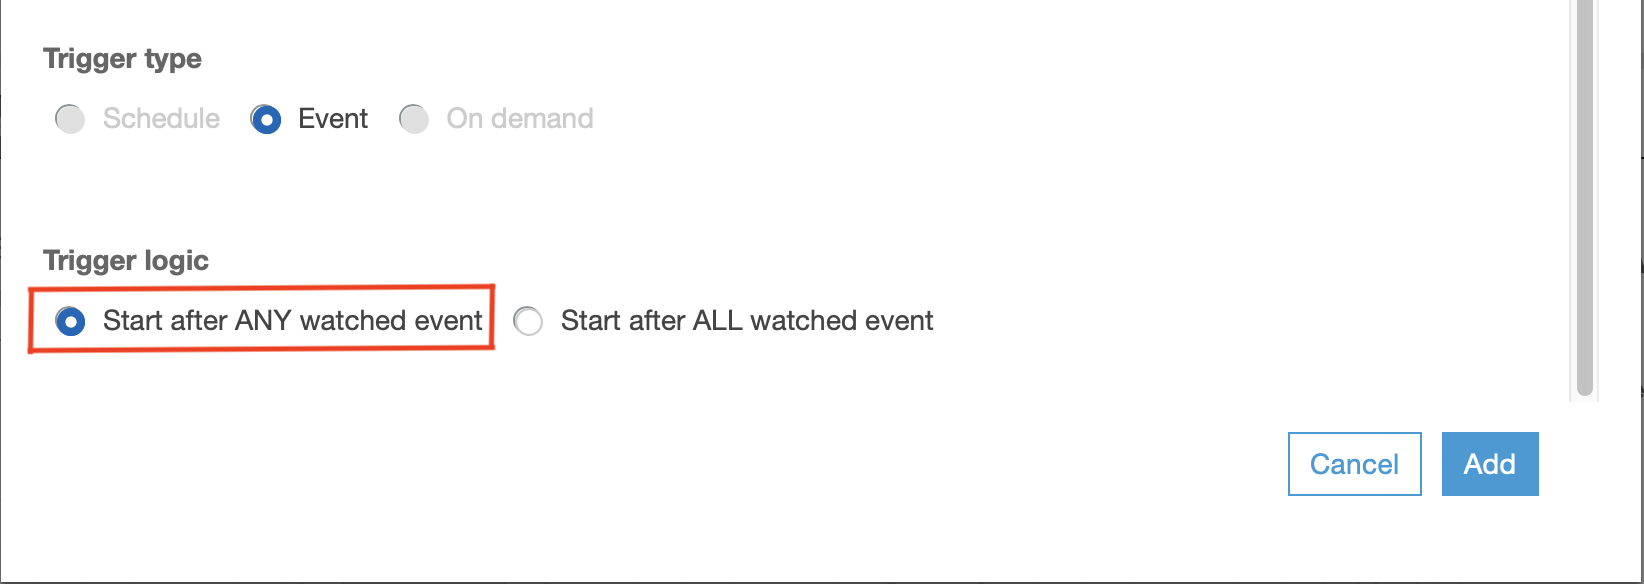 Trigger type
Schedule Event On demand
Trigger logic
Start after ANY watched event Start after ALL watched event
Cancel Add